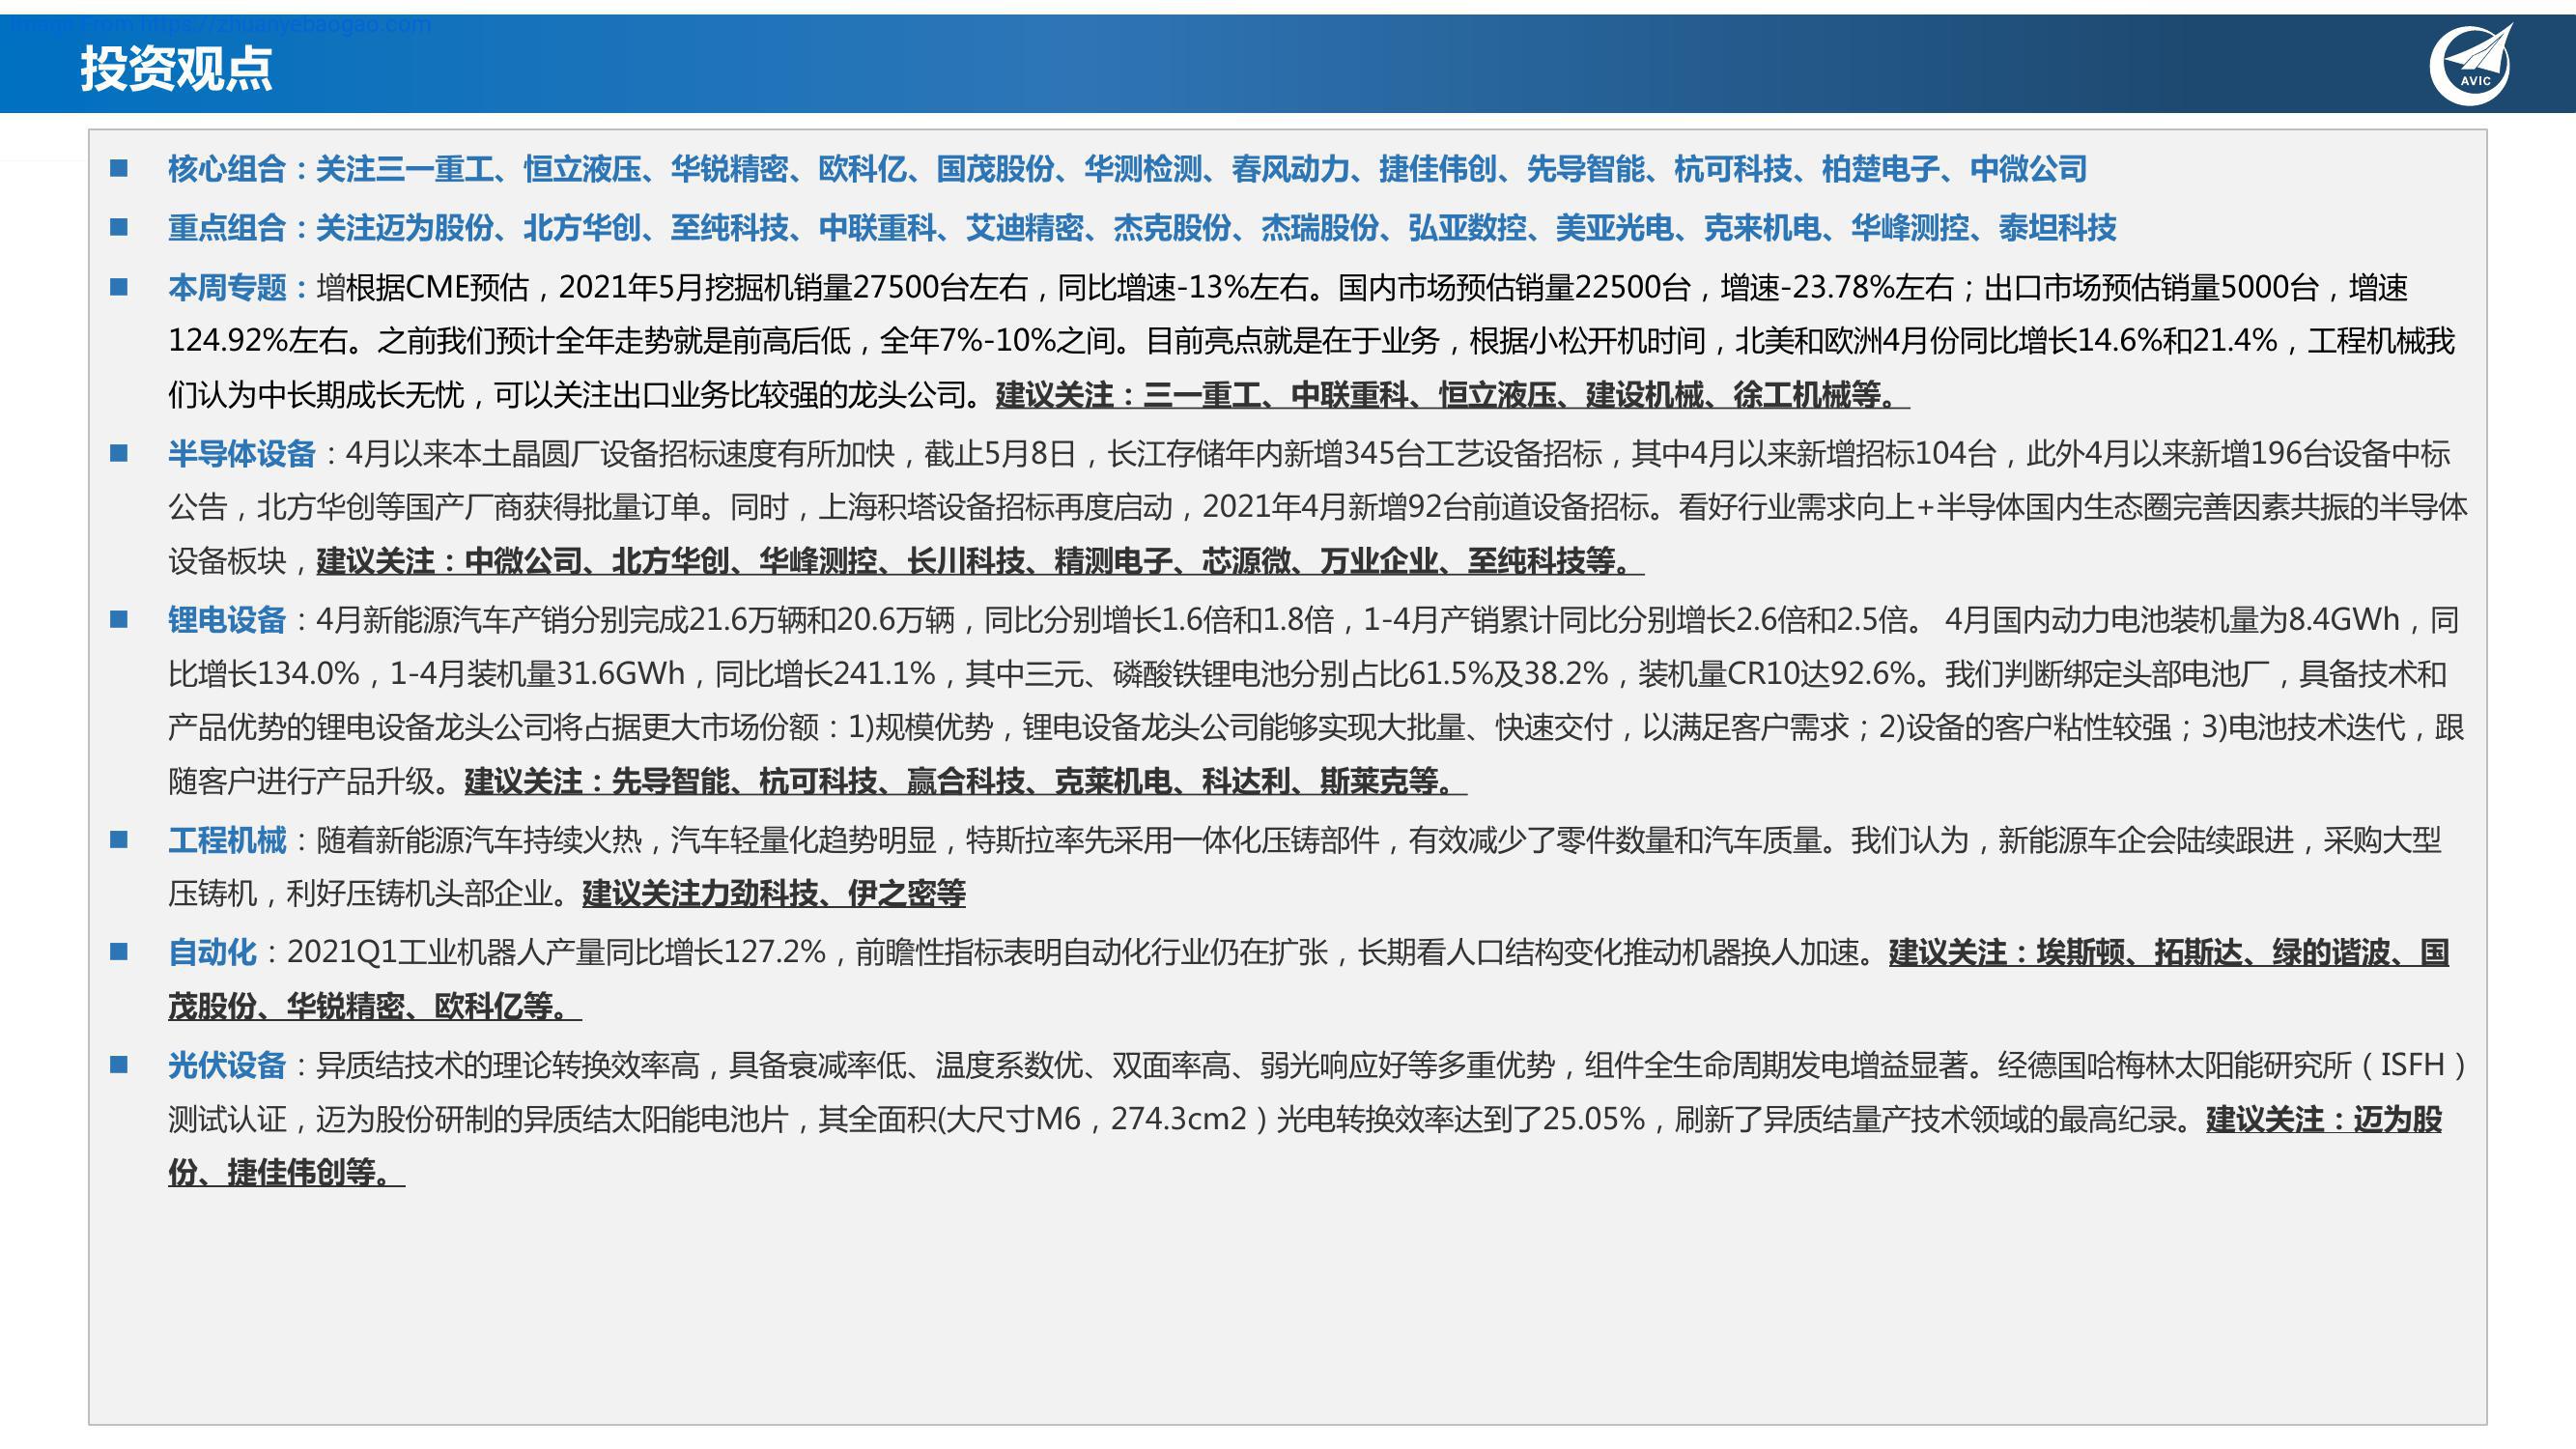 Image From https://zhuanyebaogao.com
投资观点
AVIC
■ 核心组合：关注三一重工、恒立液压、华锐精密、欧科亿、国茂股份、华测检测、春风动力、捷佳伟创、先导智能、杭可科技、柏楚电子、中微公司
■ 重点组合：关注迈为股份、北方华创、至纯科技、中联重科、艾迪精密、杰克股份、杰瑞股份、弘亚数控、美亚光电、克来机电、华峰测控、泰坦科技
■ 本周专题：增根据CME预估，2021年5月挖掘机销量27500台左右，同比增速-13%左右。国内市场预估销量22500台，增速-23.78%左右；出口市场预估销量5000台，增速
124.92%左右。之前我们预计全年走势就是前高后低，全年7%-10%之间。目前亮点就是在于业务，根据小松开机时间，北美和欧洲4月份同比增长14.6%和21.4%，工程机械我
们认为中长期成长无忧，可以关注出口业务比较强的龙头公司。建议关注：三一重工、中联重科、恒立液压、建设机械、徐工机械等。
■ 半导体设备：4月以来本土晶圆厂设备招标速度有所加快，截止5月8日，长江存储年内新增345台工艺设备招标，其中4月以来新增招标104台，此外4月以来新增196台设备中标
公告，北方华创等国产厂商获得批量订单。同时，上海积塔设备招标再度启动，2021年4月新增92台前道设备招标。看好行业需求向上+半导体国内生态圈完善因素共振的半导体
设备板块，建议关注：中微公司、北方华创、华峰测控、长川科技、精测电子、芯源微、万业企业、至纯科技等。
■ 锂电设备：4月新能源汽车产销分别完成21.6万辆和20.6万辆，同比分别增长1.6倍和1.8倍，1-4月产销累计同比分别增长2.6倍和2.5倍。 4月国内动力电池装机量为8.4GWh，同
比增长134.0%，1-4月装机量31.6GWh，同比增长241.1%，其中三元、磷酸铁锂电池分别占比61.5%及38.2%，装机量CR10达92.6%。我们判断绑定头部电池厂，具备技术和
产品优势的锂电设备龙头公司将占据更大市场份额：1)规模优势，锂电设备龙头公司能够实现大批量、快速交付，以满足客户需求；2)设备的客户粘性较强；3)电池技术迭代，跟
随客户进行产品升级。建议关注：先导智能、杭可科技、赢合科技、克莱机电、科达利、斯莱克等。
■ 工程机械：随着新能源汽车持续火热，汽车轻量化趋势明显，特斯拉率先采用一体化压铸部件，有效减少了零件数量和汽车质量。我们认为，新能源车企会陆续跟进，采购大型
压铸机，利好压铸机头部企业。建议关注力劲科技、伊之密等
■ 自动化：2021Q1工业机器人产量同比增长127.2%，前瞻性指标表明自动化行业仍在扩张，长期看人口结构变化推动机器换人加速。建议关注：埃斯顿、拓斯达、绿的谐波、国
茂股份、华锐精密、欧科亿等。
■ 光伏设备：异质结技术的理论转换效率高，具备衰减率低、温度系数优、双面率高、弱光响应好等多重优势，组件全生命周期发电增益显著。经德国哈梅林太阳能研究所（ISFH）
测试认证，迈为股份研制的异质结太阳能电池片，其全面积(大尺寸M6，274.3cm2）光电转换效率达到了25.05%，刷新了异质结量产技术领域的最高纪录。建议关注：迈为股
份、捷佳伟创等。